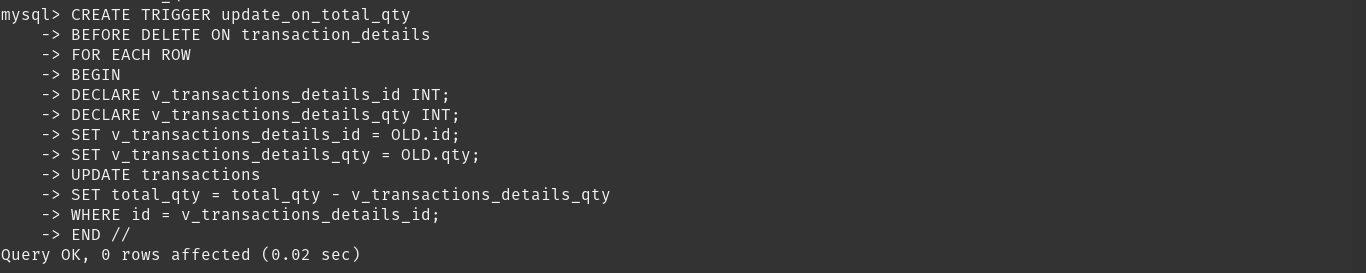 mysql> CREATE TRIGGER update_on_total_qty
    -> BEFORE DELETE ON transaction_details
    -> FOR EACH ROW
    -> BEGIN
    -> DECLARE v_transactions_details_id INT;
    -> DECLARE v_transactions_details_qty INT;
    -> SET v_transactions_details_id = OLD.id;
    -> SET v_transactions_details_qty = OLD.qty;
    -> UPDATE transactions
    -> SET total_qty = total_qty - v_transactions_details_qty
    -> WHERE id = v_transactions_details_id;
    -> END //
Query OK, 0 rows affected (0.02 sec)